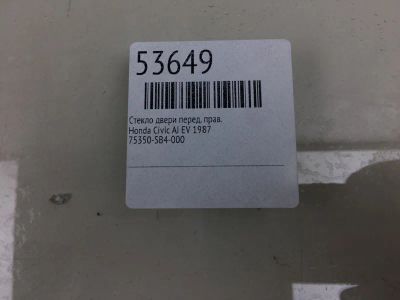 53649
Стекло двери перед. прав.
Honda Civic AI EV 1987
75350-SB4-000